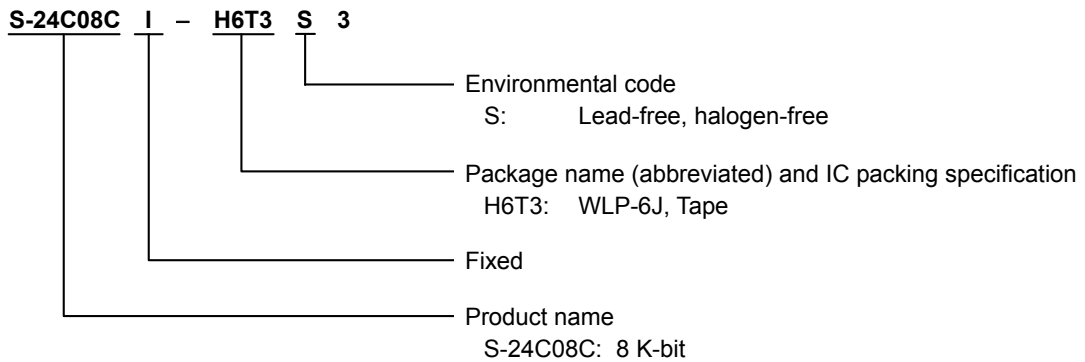 S-24C08C I – H6T3 S 3
Environmental code
S: Lead-free, halogen-free
Package name (abbreviated) and IC packing specification
H6T3: WLP-6J, Tape
Fixed
Product name
S-24C08C: 8 K-bit